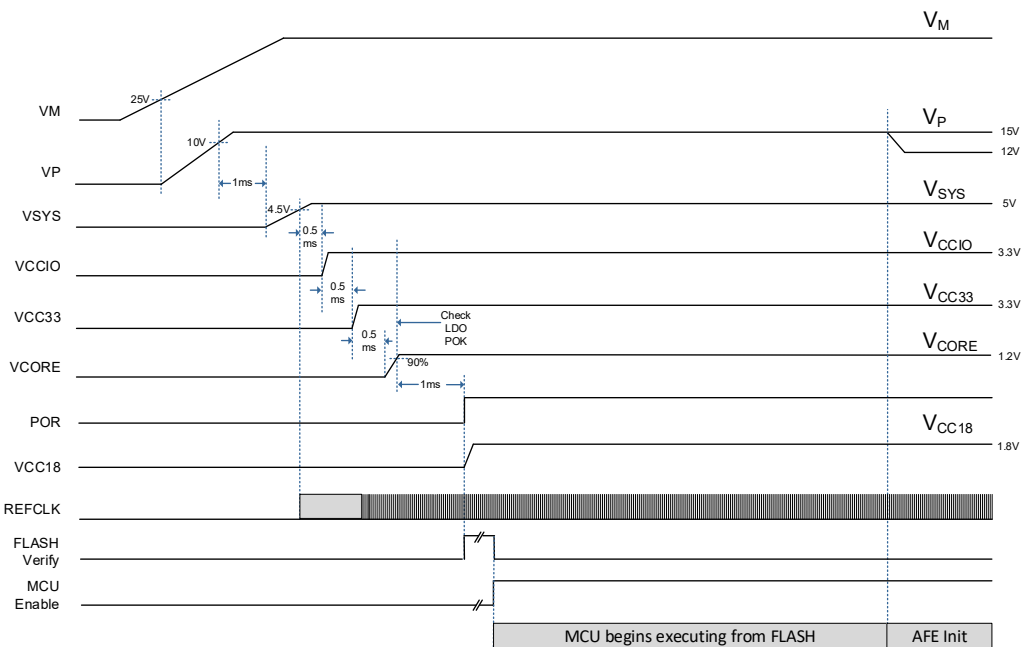 VM
25V
VM
10V
VP
15V
12V
VP
1ms
4.5V
VSYS
5V
VSYS
0.5
ms
VCCIO
3.3V
VCCIO
0.5
ms
VCC33
3.3V
VCC33
Check
LDO
POK
0.5
ms
VCORE
1.2V
90%
VCORE
1ms
POR
VCC18
1.8V
VCC18
REFCLK
FLASH
Verify
MCU
Enable
MCU begins executing from FLASH
AFE Init